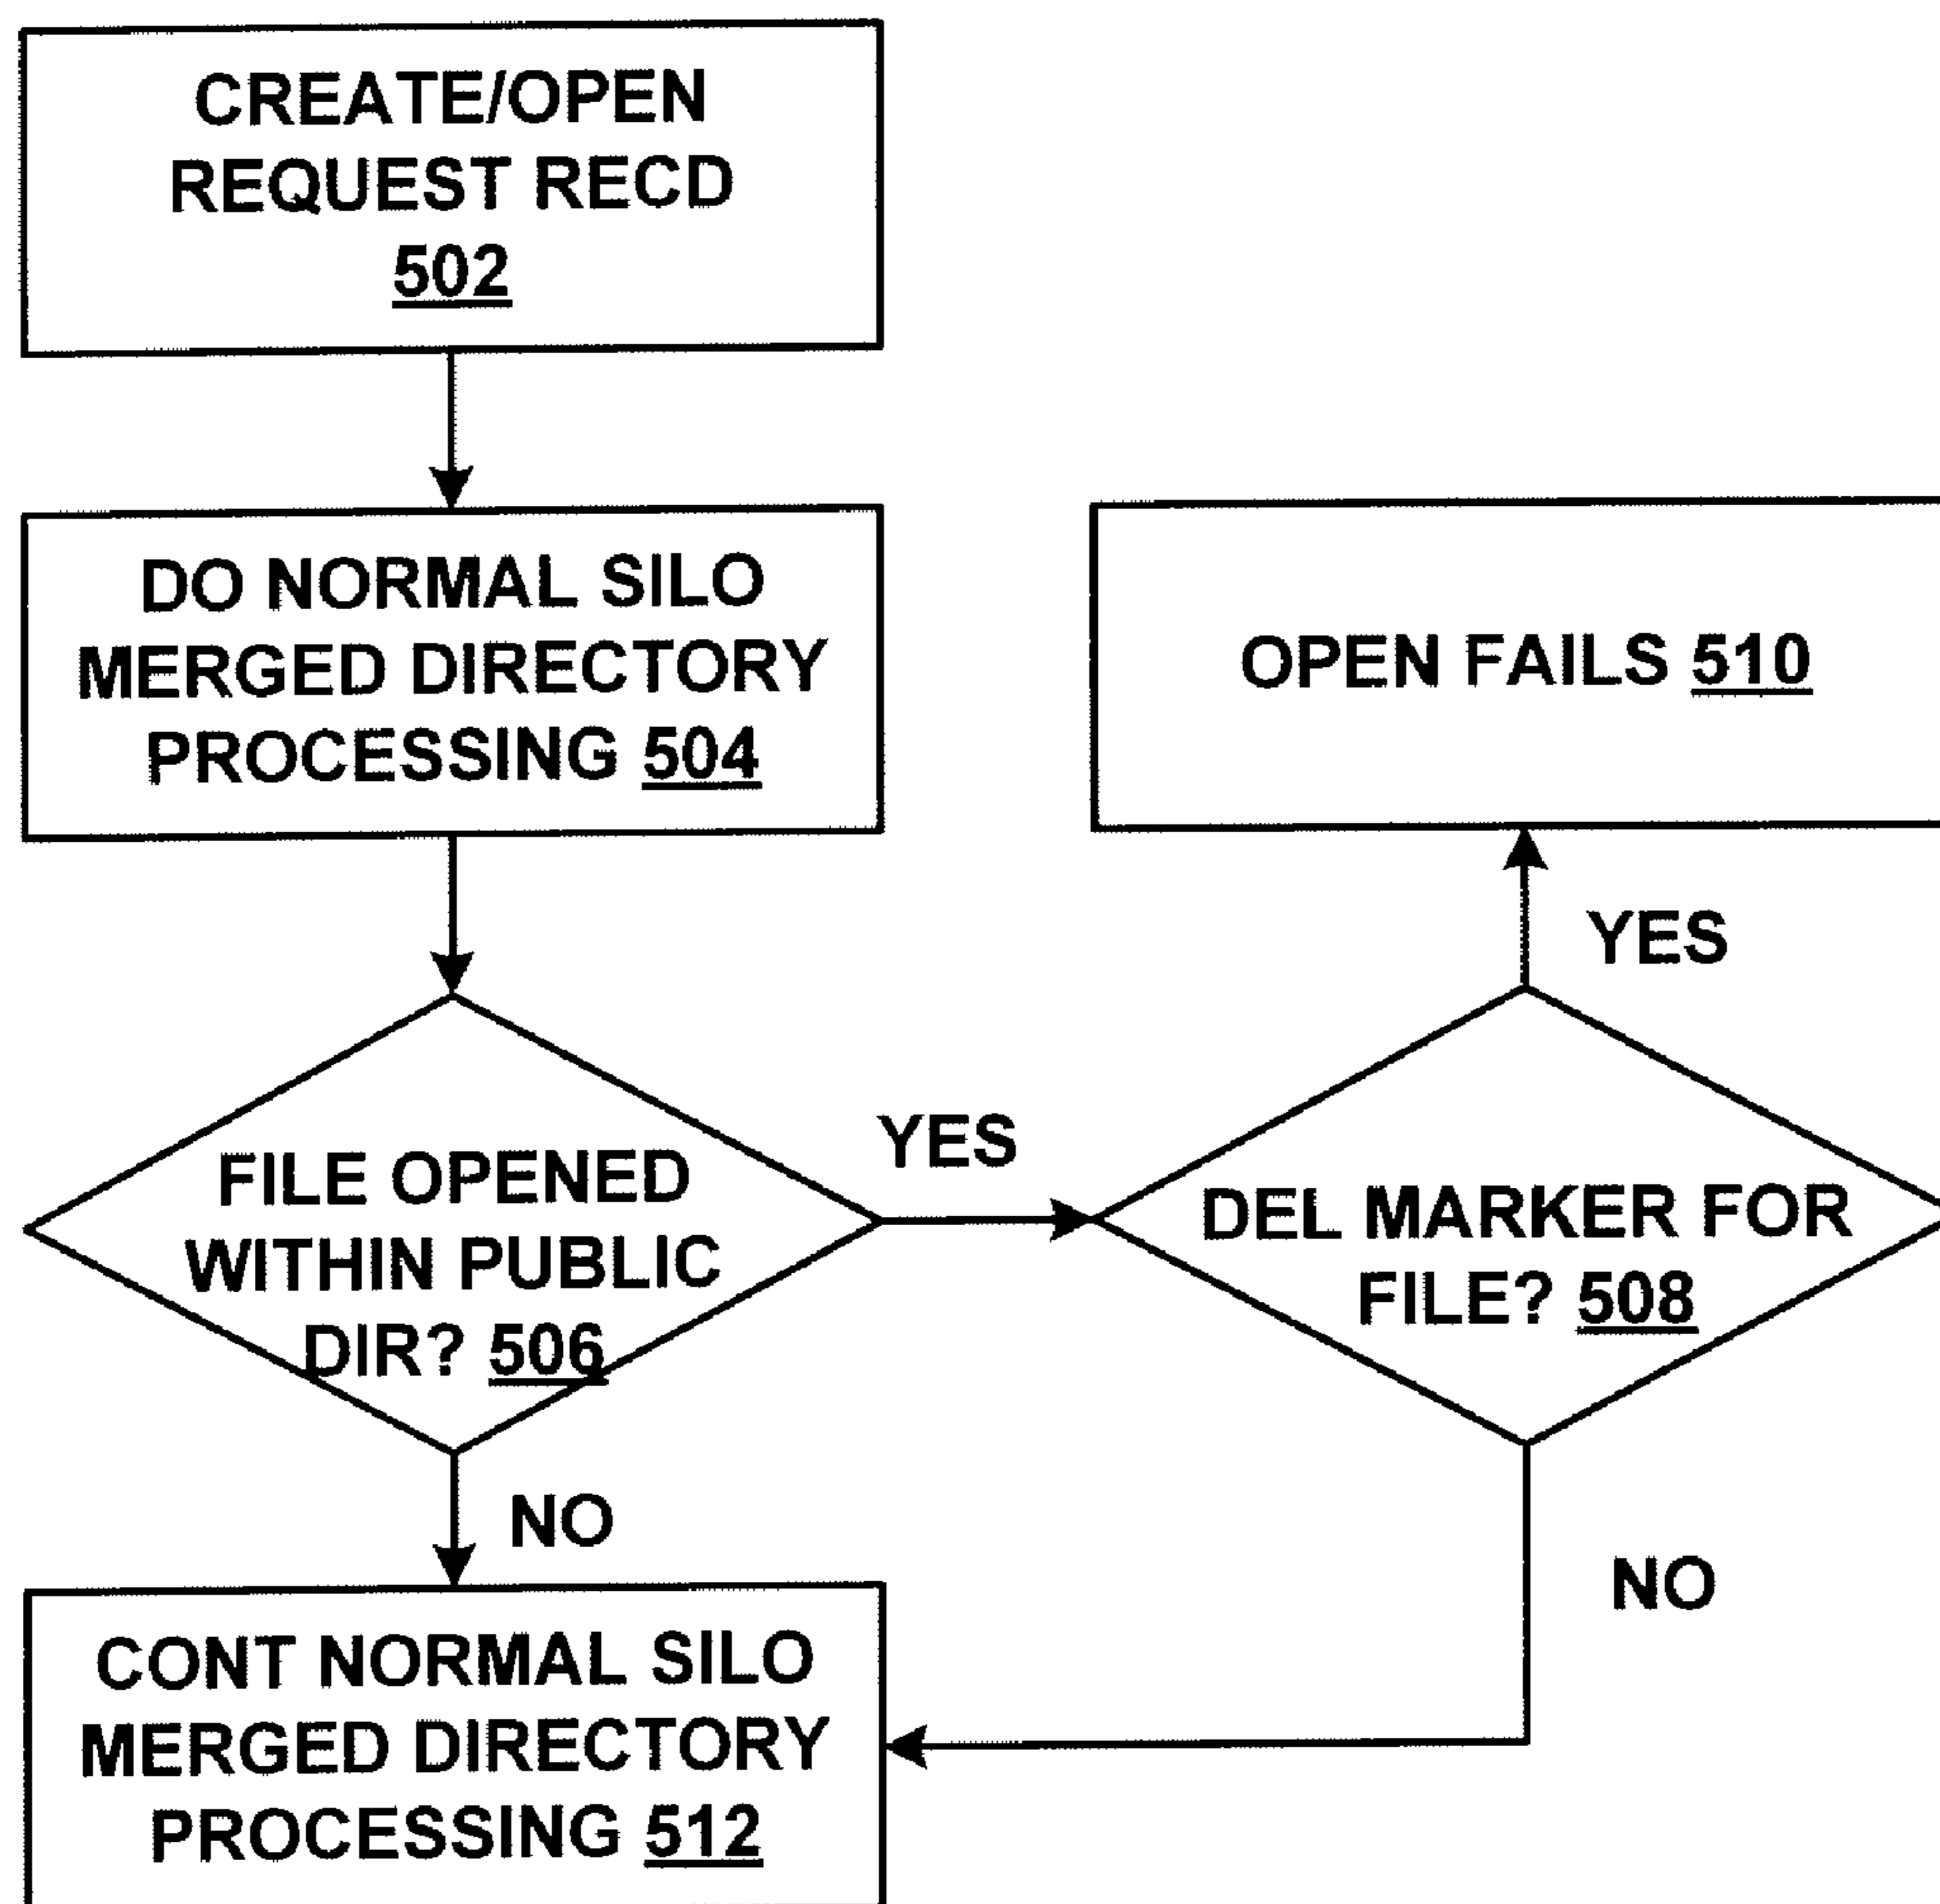 CREATE/OPEN
REQUEST RECD
502
DO NORMAL SILO
MERGED DIRECTORY
PROCESSING 504
OPEN FAILS 510
YES
FILE OPENED
WITHIN PUBLIC
DIR? 506
YES
DEL MARKER FOR
FILE? 508
NO
NO
CONT NORMAL SILO
MERGED DIRECTORY
PROCESSING 512